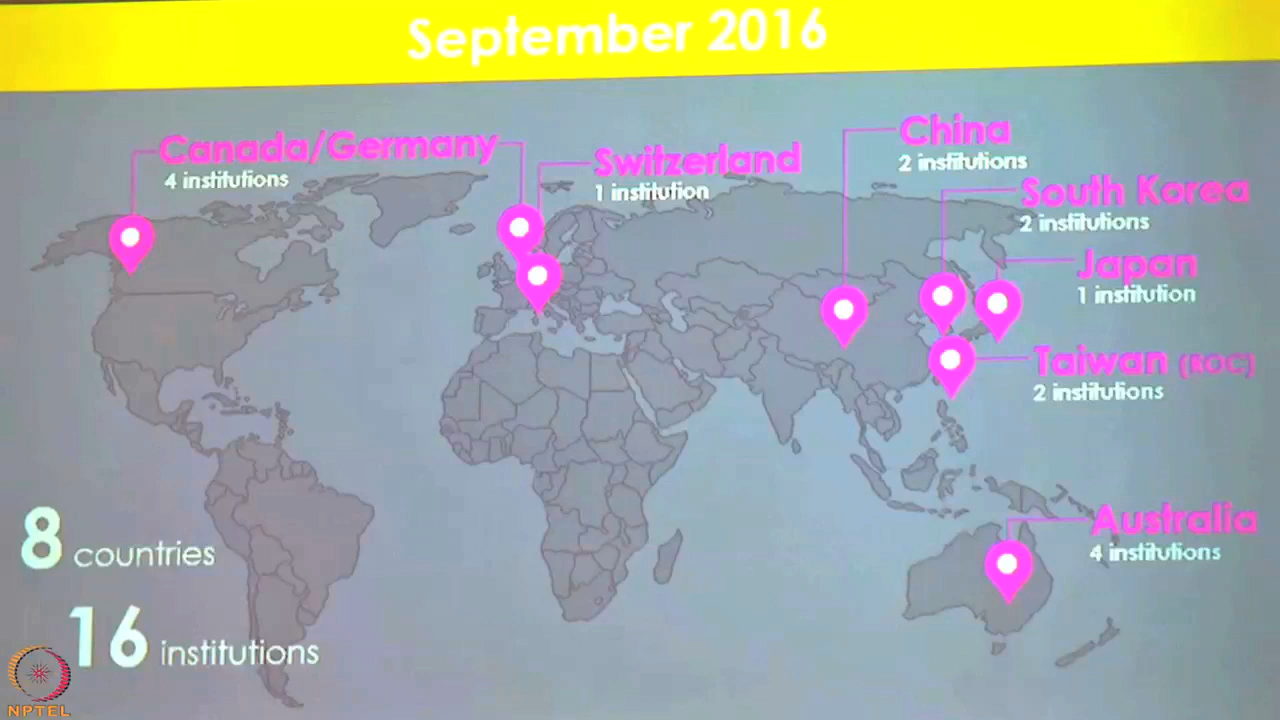 September 2016
Canada/Germany
4 institutions
Switzerland
1 institution
China
2 institutions
South Korea
2 institutions
Japan
1 institution
Taiwan (ROC)
2 institutions
Australia
4 institutions
8 countries
16 institutions
NPTEL